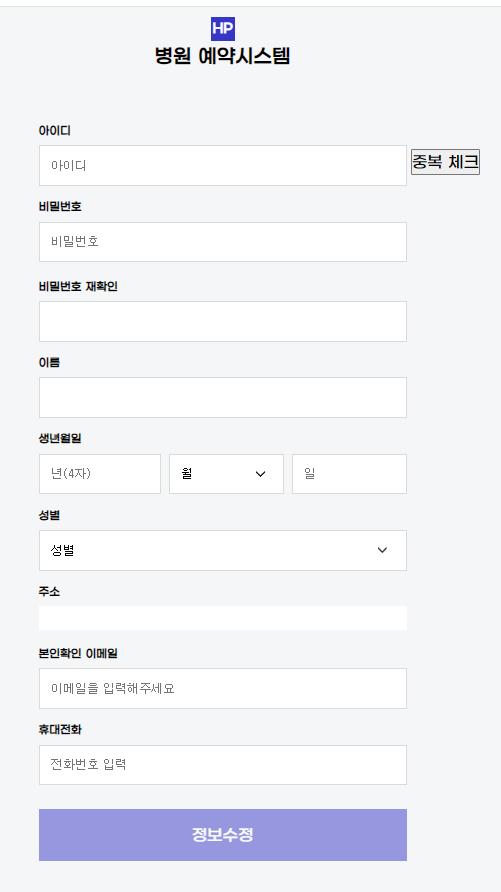 HP
병원 예약시스템
아이디
아이디
중복 체크
비밀번호
비밀번호
비밀번호 재확인
이름
생년월일
년(4자) 월 일
성별
성별
주소
본인확인 이메일
이메일을 입력해주세요
휴대전화
전화번호 입력
정보수정